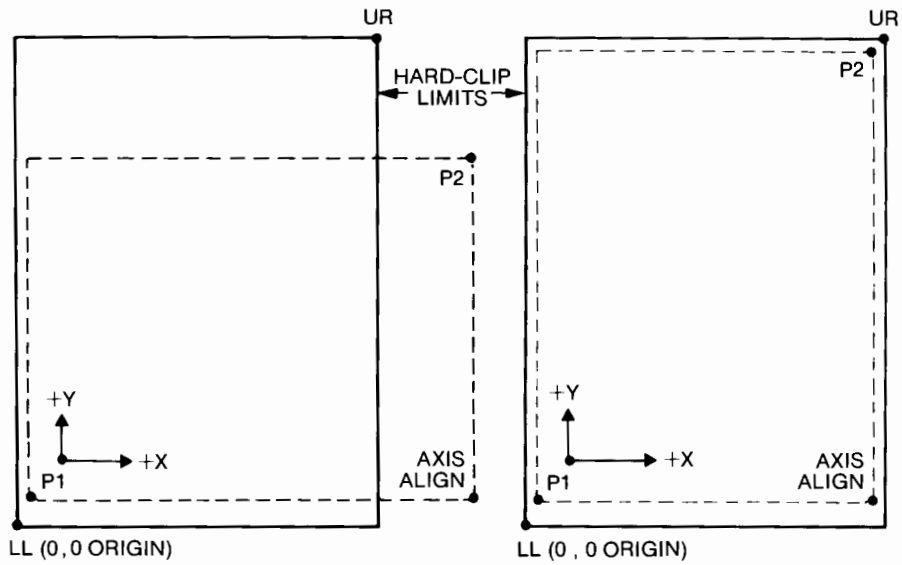 UR
UR
HARD-CLIP
LIMITS
P2
P2
+Y
+X
P1
AXIS
ALIGN
+Y
+X
P1
AXIS
ALIGN
LL (0,0 ORIGIN)
LL (0,0 ORIGIN)